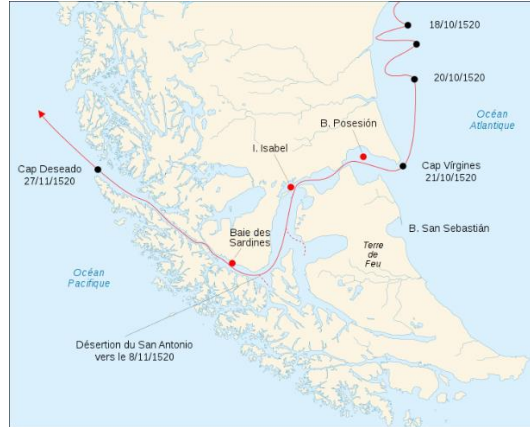 18/10/1520
20/10/1520
Océan
Atlantique
B. Posesión
I. Isabel
Cap Vírgines
21/10/1520
Cap Deseado
27/11/1520
B. San Sebastián
Baie des
Sardines
Terre
de
Feu
Océan
Pacifique
Désertion du San Antonio
vers le 8/11/1520